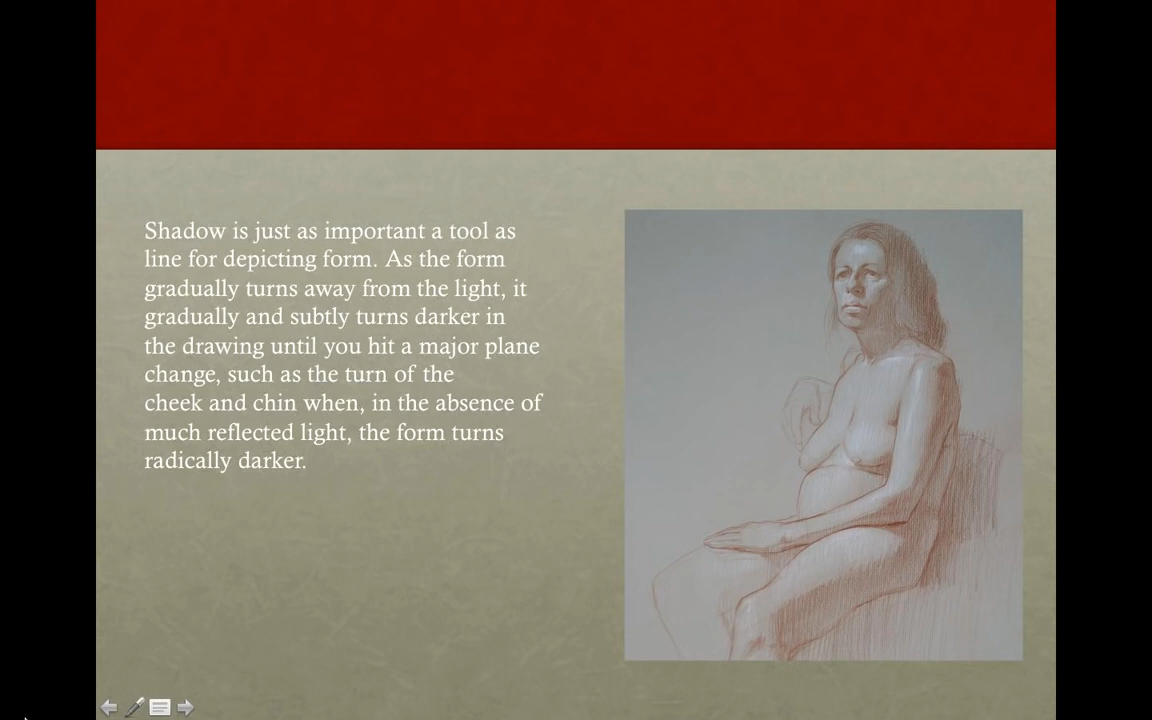 Shadow is just as important a tool as
line for depicting form. As the form
gradually turns away from the light, it
gradually and subtly turns darker in
the drawing until you hit a major plane
change, such as the turn of the
cheek and chin when, in the absence of
much reflected light, the form turns
radically darker.